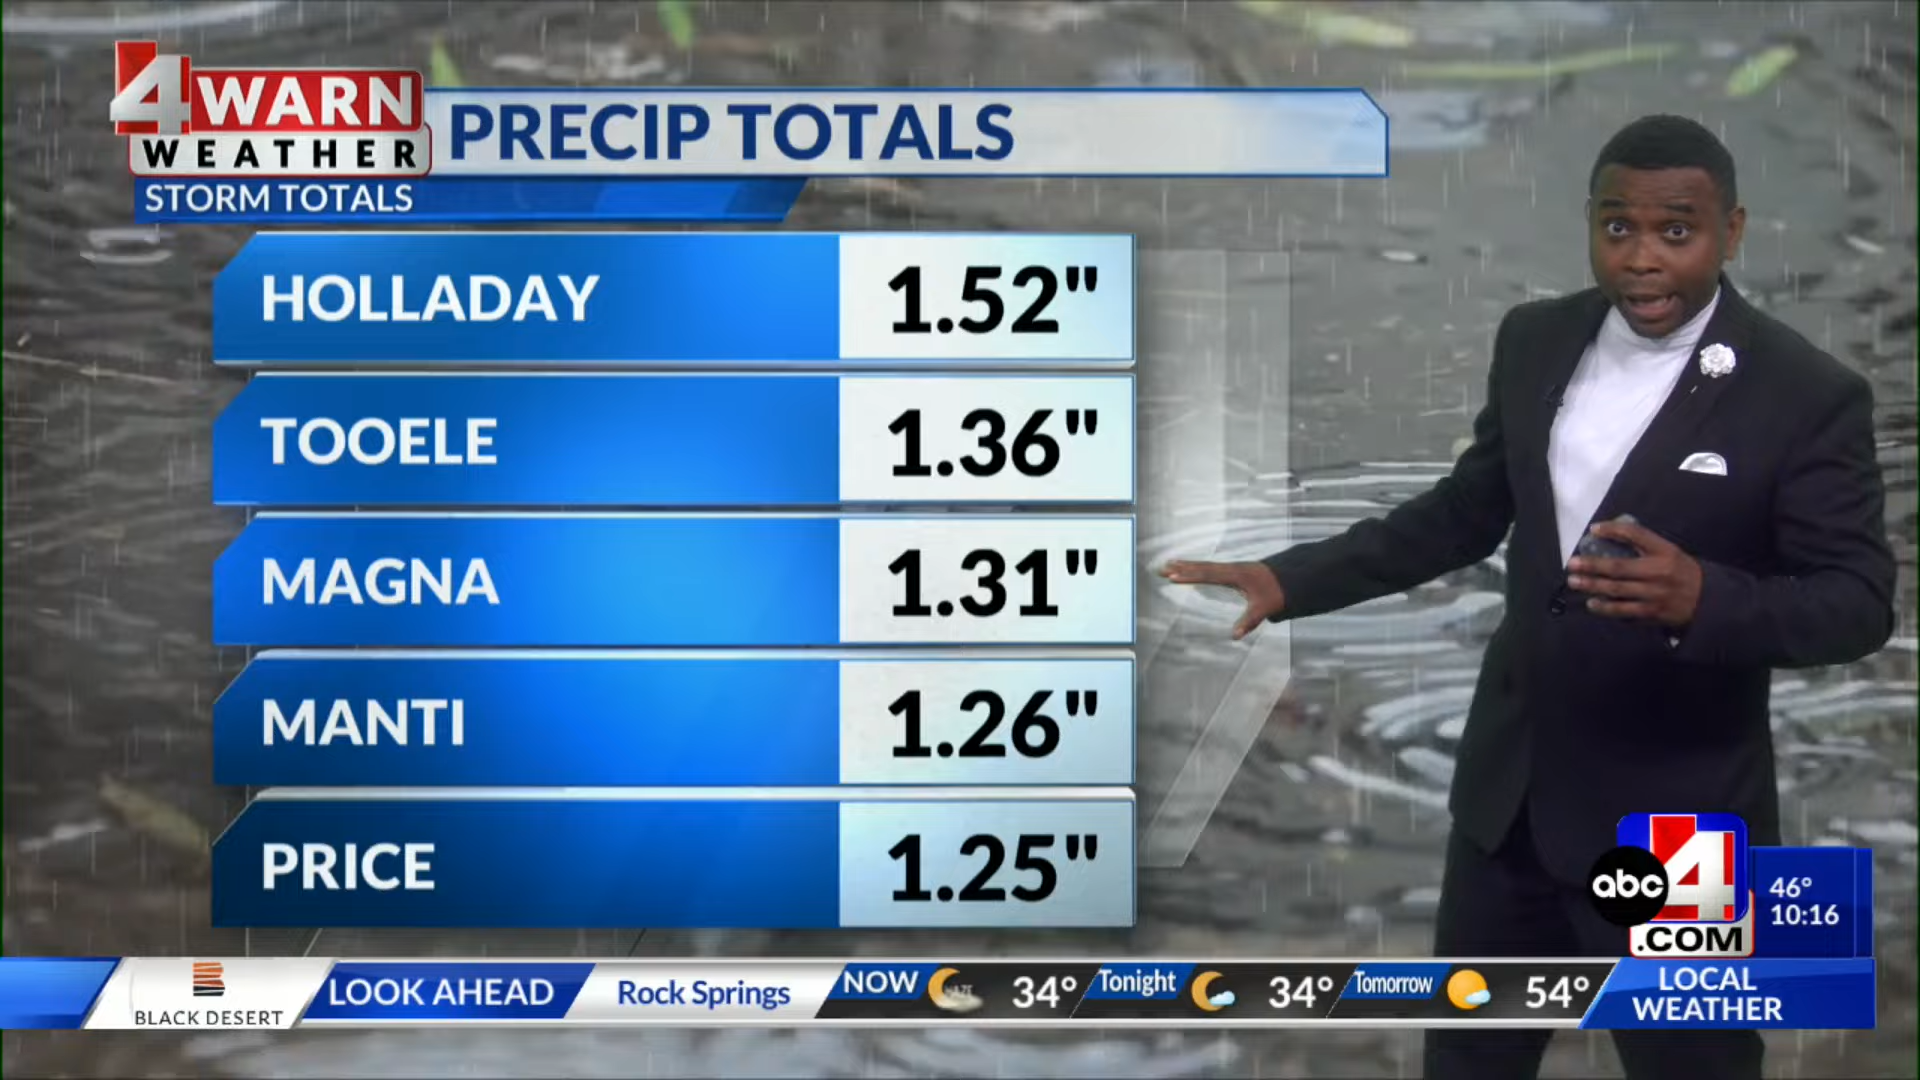 4WARN
WEATHER
PRECIP TOTALS
STORM TOTALS
HOLLADAY 1.52"
TOOELE 1.36"
MAGNA 1.31"
MANTI 1.26"
PRICE 1.25"
abc 4
.COM
46°
10:16
BLACK DESERT
LOOK AHEAD
Rock Springs
NOW HAZE 34°
Tonight 34°
Tomorrow 54°
LOCAL
WEATHER